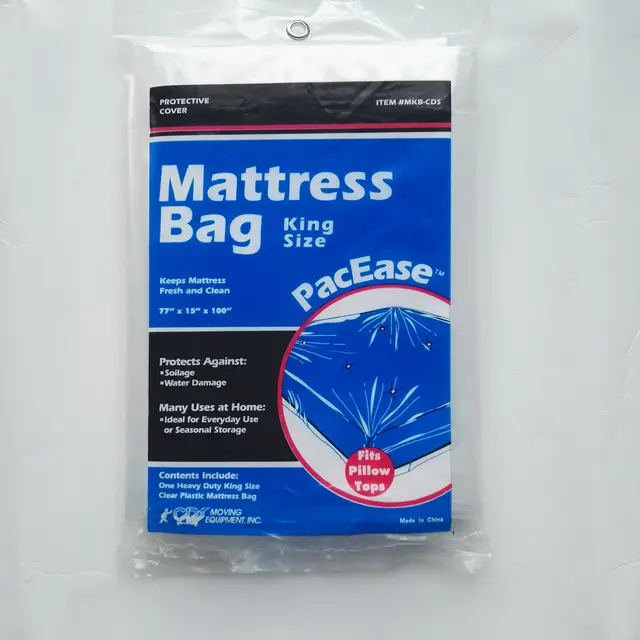 PROTECTIVE
COVER
ITEM #MKB-CDS
Mattress
Bag
King
Size
PacEase™
Keeps Mattress
Fresh and Clean
77" x 15" x 100"
Protects Against:
•Soilage
•Water Damage
Many Uses at Home:
•Ideal for Everyday Use
or Seasonal Storage
Fits
Pillow
Tops
Contents Include:
One Heavy Duty King Size
Clear Plastic Mattress Bag
CDS MOVING
EQUIPMENT, INC.
Made in China